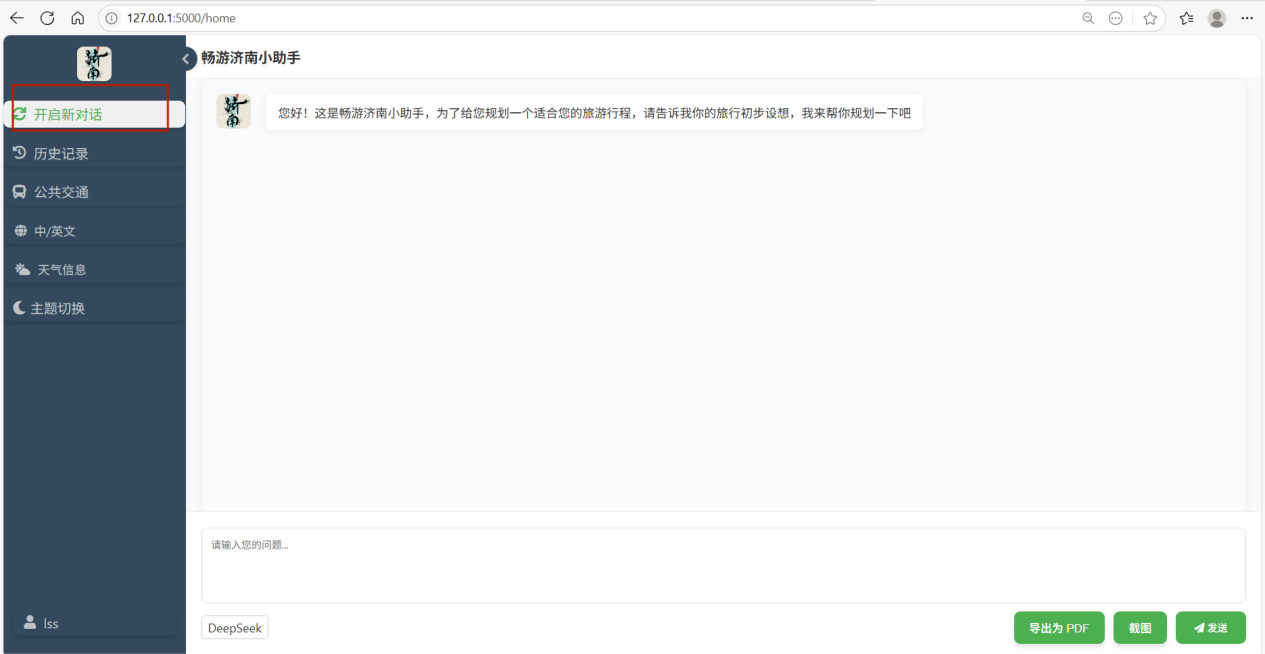 127.0.0.1:5000/home
济南
畅游济南小助手
开启新对话
历史记录
公共交通
中/英文
天气信息
主题切换
lss
济南
您好！这是畅游济南小助手，为了给您规划一个适合您的旅游行程，请告诉我你的旅行初步设想，我来帮你规划一下吧
请输入您的问题...
DeepSeek
导出为 PDF
截图
发送